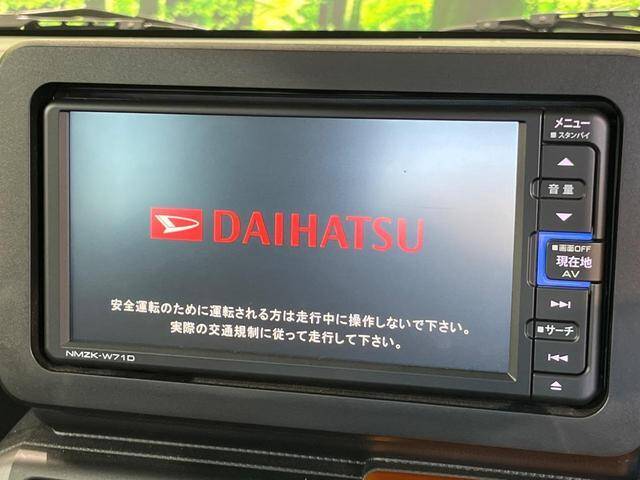 メニュー
■スタンバイ
音量
■画面OFF
現在地
AV
■サーチ
DAIHATSU
安全運転のために運転される方は走行中に操作しないで下さい。
実際の交通規制に従って走行して下さい。
NMZK-W71D